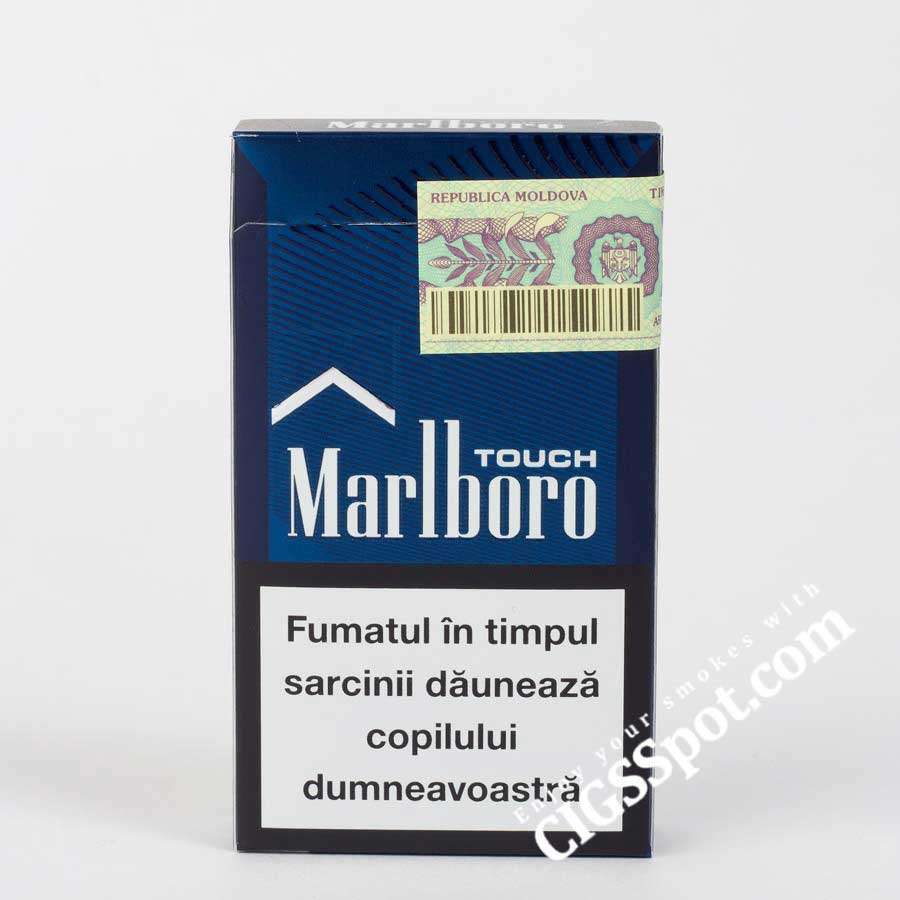 Marlboro
REPUBLICA MOLDOVA
TOUCH
Marlboro
Fumatul în timpul
sarcinii dăunează
copilului
dumneavoastră
Enjoy your smokes with
CIGSSpot.com